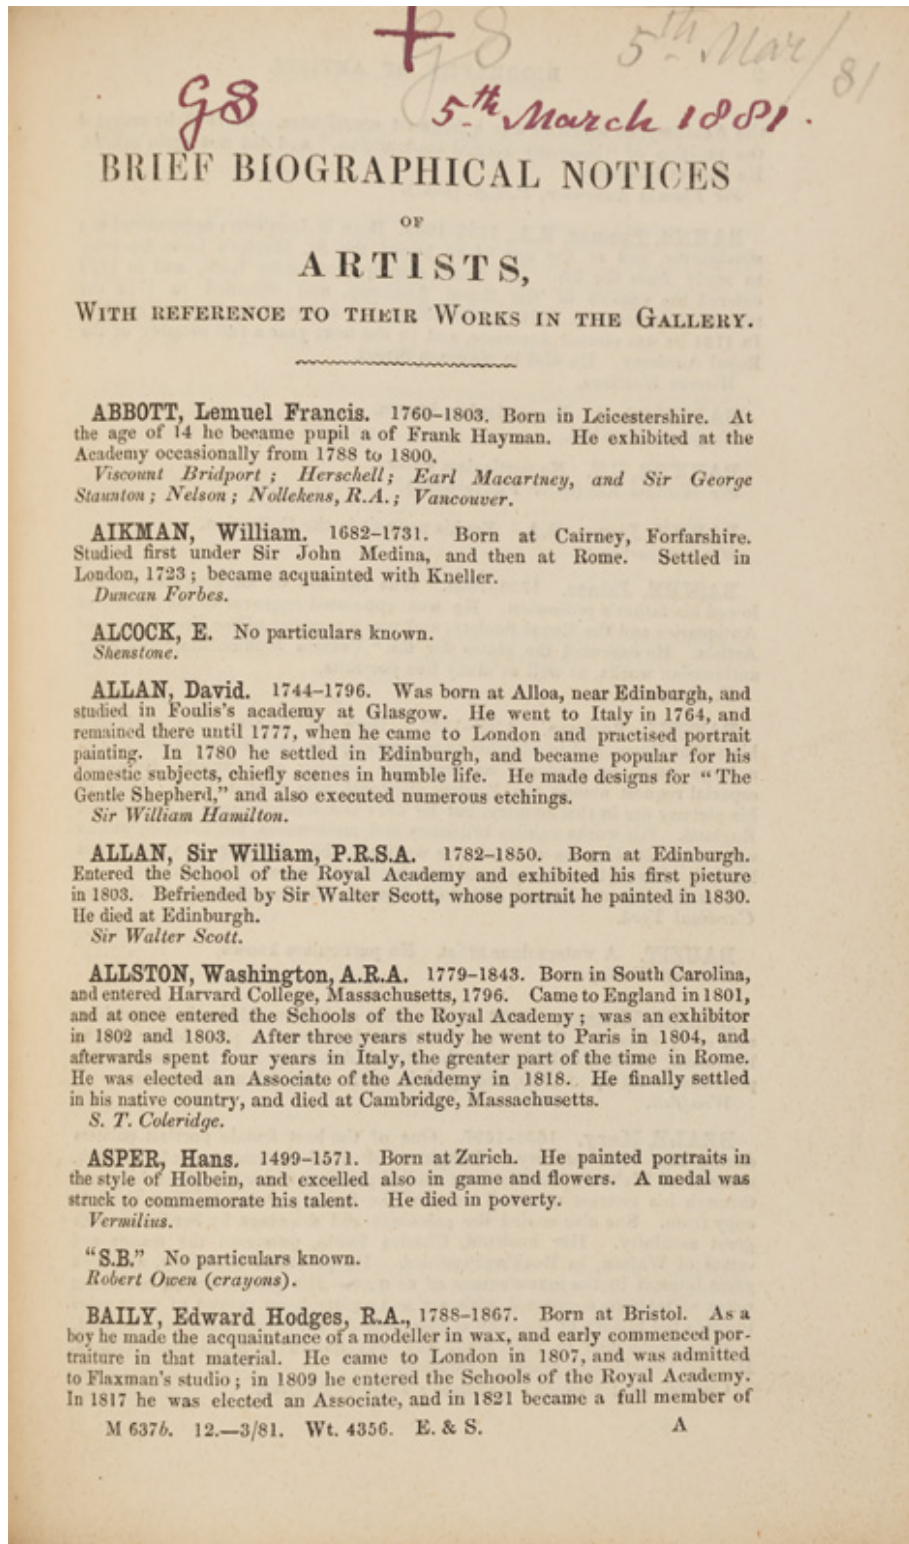 GS 5th Mar/81
GS 5th March 1881.
BRIEF BIOGRAPHICAL NOTICES
OF
ARTISTS,
WITH REFERENCE TO THEIR WORKS IN THE GALLERY.
ABBOTT, Lemuel Francis. 1760–1803. Born in Leicestershire. At
the age of 14 he became pupil a of Frank Hayman. He exhibited at the
Academy occasionally from 1788 to 1800.
Viscount Bridport; Herschell; Earl Macartney, and Sir George
Staunton; Nelson; Nollekens, R.A.; Vancouver.
AIKMAN, William. 1682–1731. Born at Cairney, Forfarshire.
Studied first under Sir John Medina, and then at Rome. Settled in
London, 1723; became acquainted with Kneller.
Duncan Forbes.
ALCOCK, E. No particulars known.
Shenstone.
ALLAN, David. 1744–1796. Was born at Alloa, near Edinburgh, and
studied in Foulis's academy at Glasgow. He went to Italy in 1764, and
remained there until 1777, when he came to London and practised portrait
painting. In 1780 he settled in Edinburgh, and became popular for his
domestic subjects, chiefly scenes in humble life. He made designs for "The
Gentle Shepherd," and also executed numerous etchings.
Sir William Hamilton.
ALLAN, Sir William, P.R.S.A. 1782–1850. Born at Edinburgh.
Entered the School of the Royal Academy and exhibited his first picture
in 1803. Befriended by Sir Walter Scott, whose portrait he painted in 1830.
He died at Edinburgh.
Sir Walter Scott.
ALLSTON, Washington, A.R.A. 1779–1843. Born in South Carolina,
and entered Harvard College, Massachusetts, 1796. Came to England in 1801,
and at once entered the Schools of the Royal Academy; was an exhibitor
in 1802 and 1803. After three years study he went to Paris in 1804, and
afterwards spent four years in Italy, the greater part of the time in Rome.
He was elected an Associate of the Academy in 1818. He finally settled
in his native country, and died at Cambridge, Massachusetts.
S. T. Coleridge.
ASPER, Hans. 1499–1571. Born at Zurich. He painted portraits in
the style of Holbein, and excelled also in game and flowers. A medal was
struck to commemorate his talent. He died in poverty.
Vermilius.
"S.B." No particulars known.
Robert Owen (crayons).
BAILY, Edward Hodges, R.A., 1788–1867. Born at Bristol. As a
boy he made the acquaintance of a modeller in wax, and early commenced por-
traiture in that material. He came to London in 1807, and was admitted
to Flaxman's studio; in 1809 he entered the Schools of the Royal Academy.
In 1817 he was elected an Associate, and in 1821 became a full member of
M 637b. 12.—3/81. Wt. 4356. E. & S. A